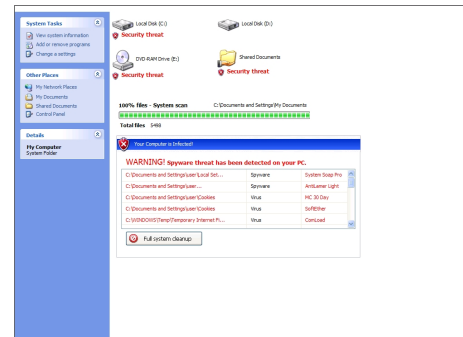 System Tasks
View system information
Add or remove programs
Change a settings
Other Places
My Network Places
My Documents
Shared Documents
Control Panel
Details
My Computer
System Folder
Local Disk (C:)
Security threat
Local Disk (D:)
DVD-RAM Drive (E:)
Security threat
Shared Documents
Security threat
100% files - System scan C:\Documents and Settings\My Documents
Total files 5498
Your Computer is Infected!
WARNING! Spyware threat has been detected on your PC.
C:\Documents and Settings\user\Local Set... Spyware System Soap Pro
C:\Documents and Settings\user... Spyware AntiLamer Light
C:\Documents and Settings\user\Cookies Virus MC 30 Day
C:\Documents and Settings\user\Cookies Virus SoftEther
C:\WINDOWS\Temp\Temporary Internet Fi... Virus ComLoad
Full system cleanup